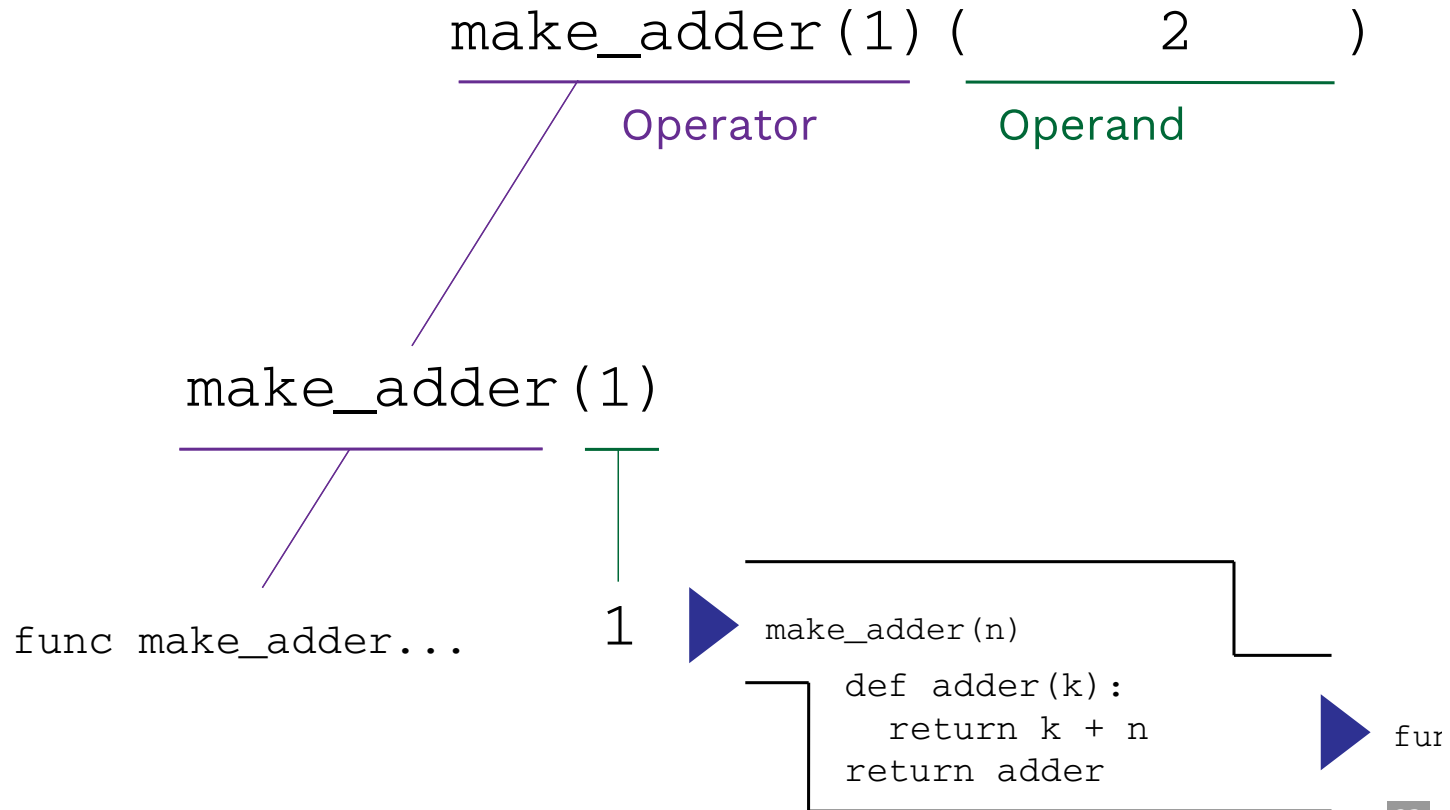 make_adder(1)( 2 )
Operator Operand
make_adder(1)
func make_adder... 1 make_adder(n)
def adder(k):
return k + n
return adder